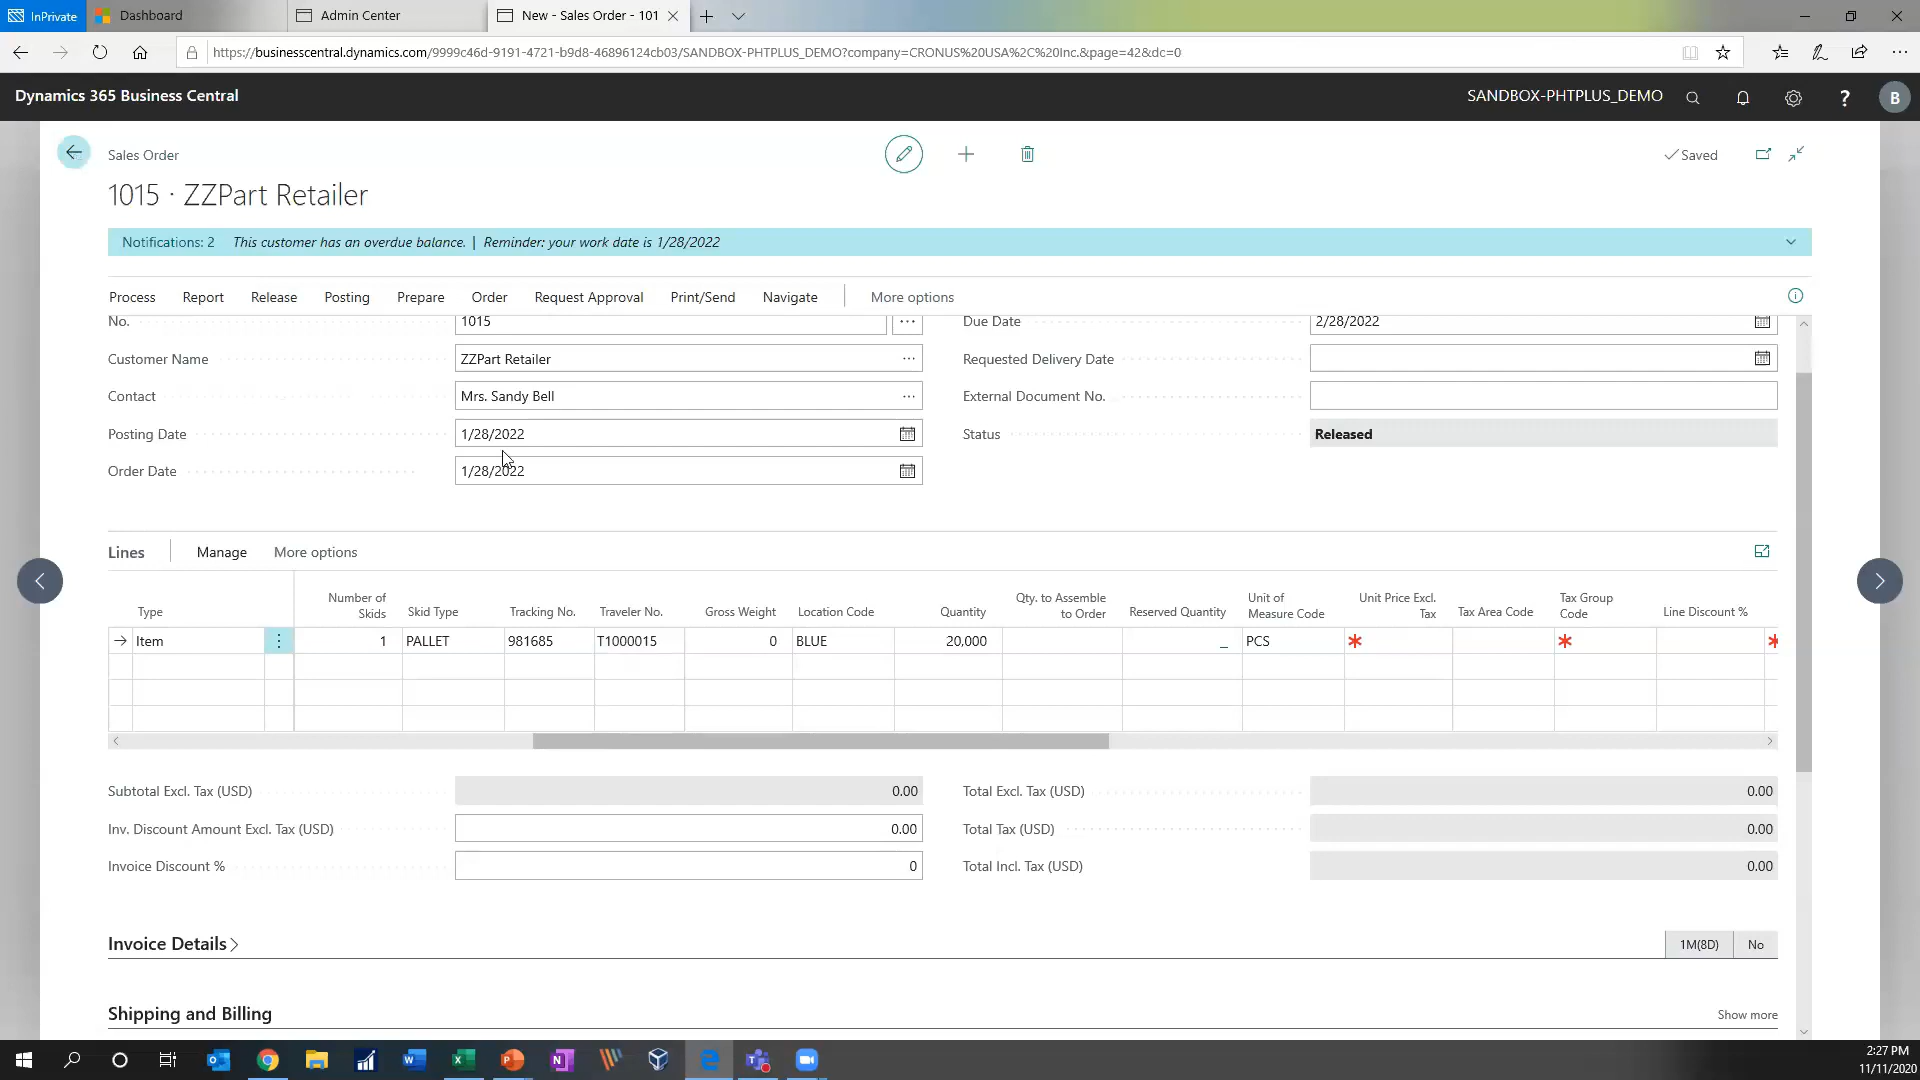 InPrivate
Dashboard
Admin Center
New - Sales Order - 101
https://businesscentral.dynamics.com/9999c46d-9191-4721-b9d8-46896124cb03/SANDBOX-PHTPLUS_DEMO?company=CRONUS%20USA%2C%20Inc.&page=42&dc=0
Dynamics 365 Business Central
SANDBOX-PHTPLUS_DEMO
?
B
Sales Order
Saved
1015 · ZZPart Retailer
Notifications: 2 This customer has an overdue balance. | Reminder: your work date is 1/28/2022
Process Report Release Posting Prepare Order Request Approval Print/Send Navigate More options
No. 1015
Due Date 2/28/2022
Customer Name ZZPart Retailer
Requested Delivery Date
Contact Mrs. Sandy Bell
External Document No.
Posting Date 1/28/2022
Status Released
Order Date 1/28/2022
Lines Manage More options
Type Number of Skids Skid Type Tracking No. Traveler No. Gross Weight Location Code Quantity Qty. to Assemble to Order Reserved Quantity Unit of Measure Code Unit Price Excl. Tax Tax Area Code Tax Group Code Line Discount %
Item 1 PALLET 981685 T1000015 0 BLUE 20,000 _ PCS
Subtotal Excl. Tax (USD) 0.00
Total Excl. Tax (USD) 0.00
Inv. Discount Amount Excl. Tax (USD) 0.00
Total Tax (USD) 0.00
Invoice Discount % 0
Total Incl. Tax (USD) 0.00
Invoice Details
1M(8D) No
Shipping and Billing
Show more
2:27 PM
11/11/2020